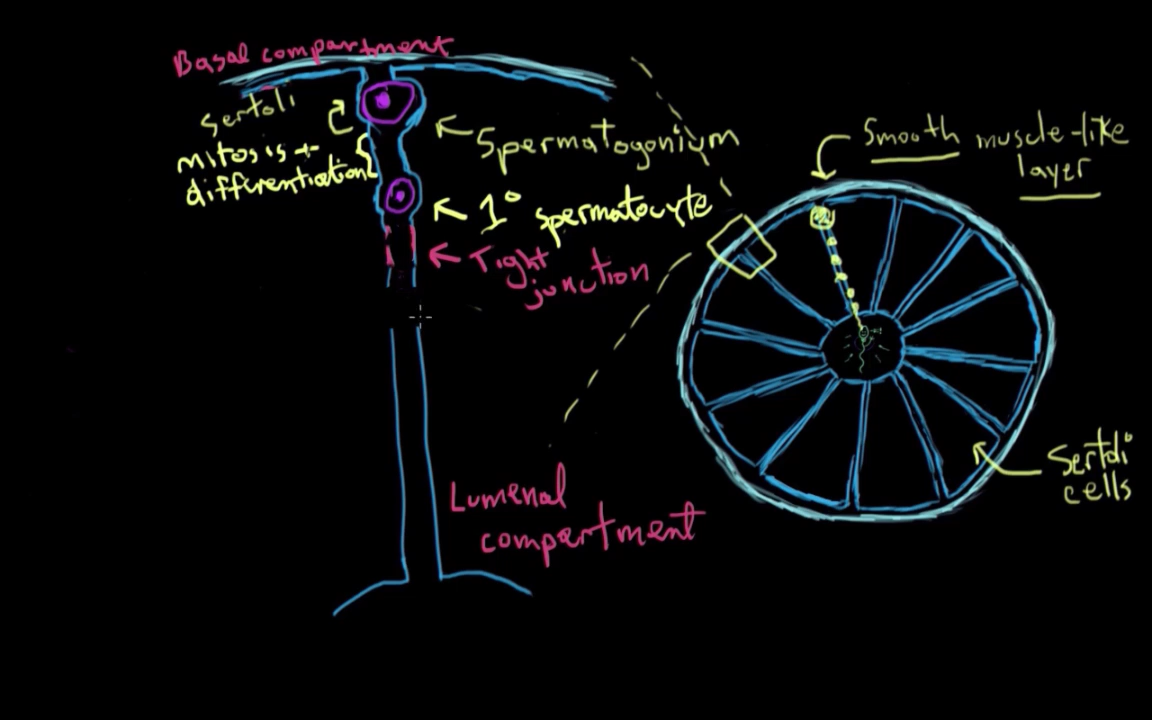 Basal compartment
Sertoli
mitosis +
differentiation
Spermatogonium
1° spermatocyte
Tight
junction
Lumenal
compartment
Smooth muscle-like
layer
Sertoli
cells